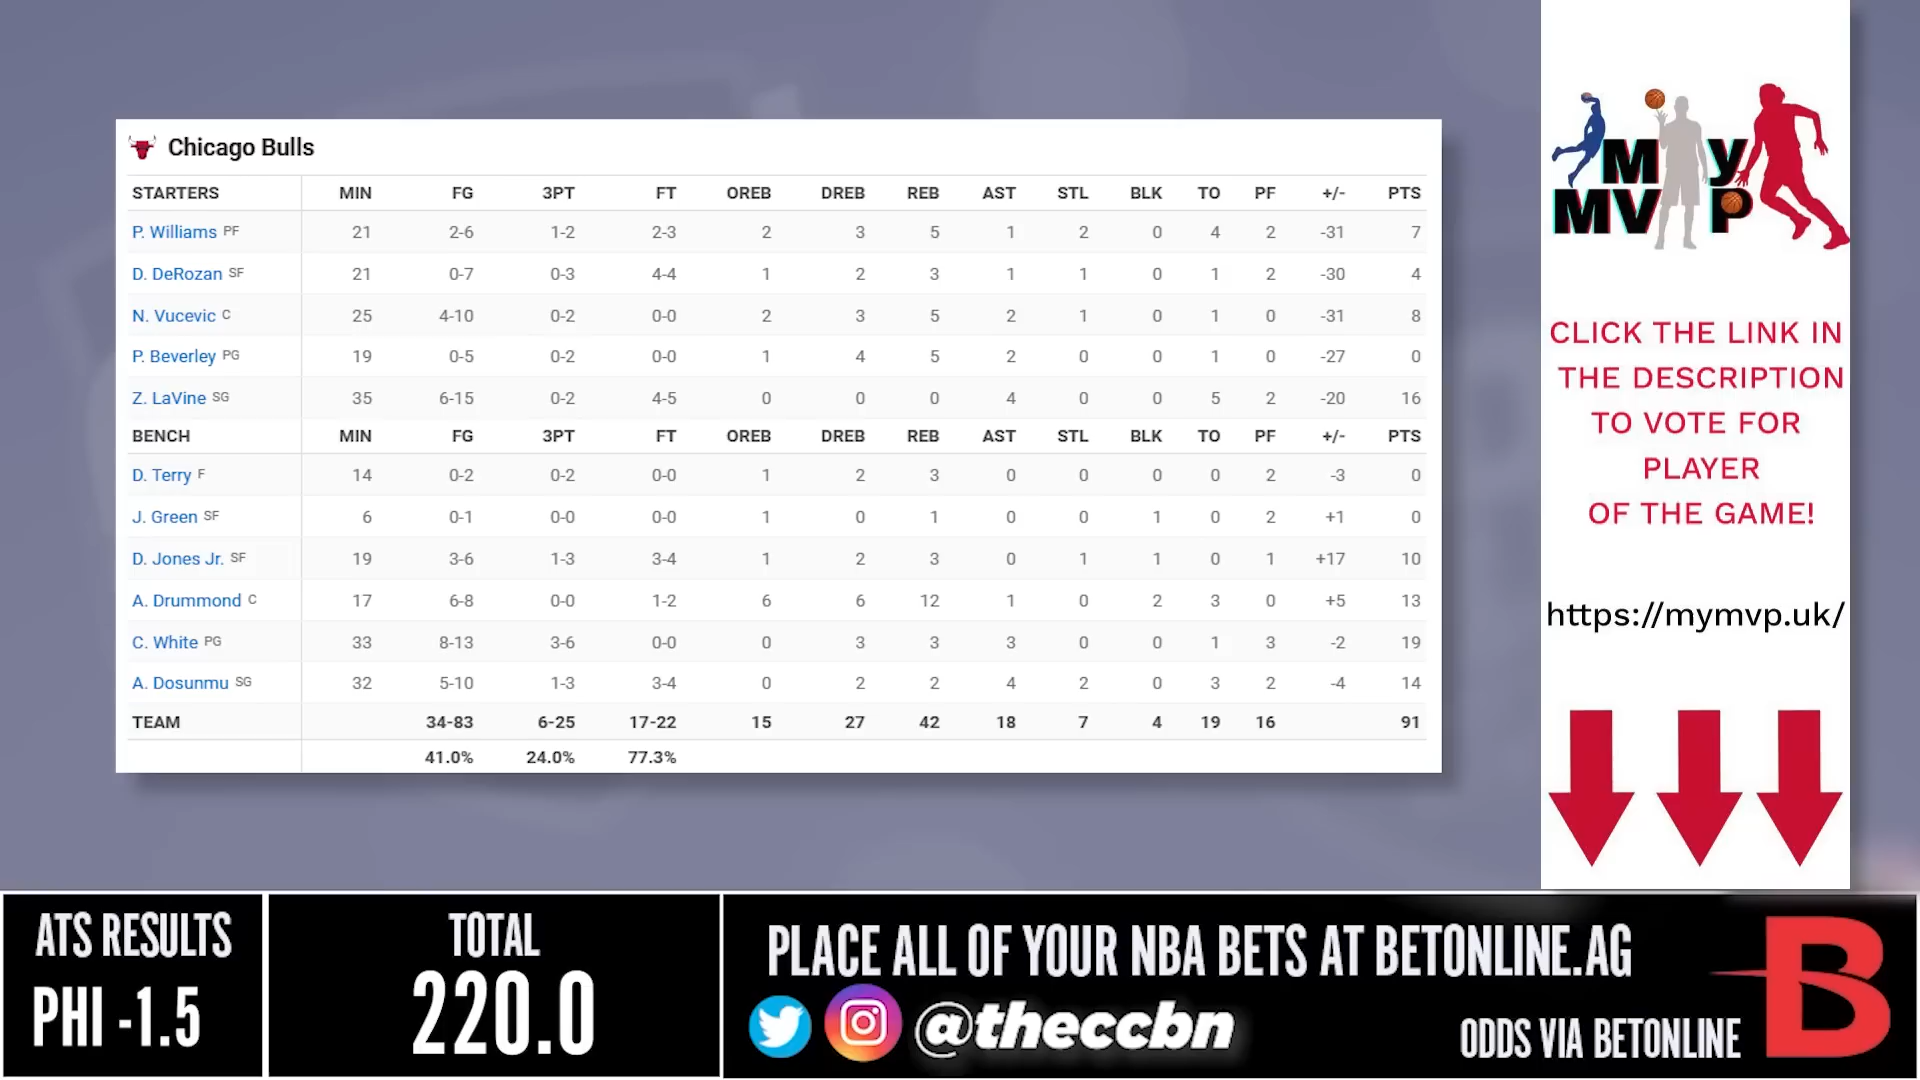 Chicago Bulls
STARTERS MIN FG 3PT FT OREB DREB REB AST STL BLK TO PF +/- PTS
P. Williams PF 21 2-6 1-2 2-3 2 3 5 1 2 0 4 2 -31 7
D. DeRozan SF 21 0-7 0-3 4-4 1 2 3 1 1 0 1 2 -30 4
N. Vucevic C 25 4-10 0-2 0-0 2 3 5 2 1 0 1 0 -31 8
P. Beverley PG 19 0-5 0-2 0-0 1 4 5 2 0 0 1 0 -27 0
Z. LaVine SG 35 6-15 0-2 4-5 0 0 0 4 0 0 5 2 -20 16
BENCH MIN FG 3PT FT OREB DREB REB AST STL BLK TO PF +/- PTS
D. Terry F 14 0-2 0-2 0-0 1 2 3 0 0 0 0 2 -3 0
J. Green SF 6 0-1 0-0 0-0 1 0 1 0 0 1 0 2 +1 0
D. Jones Jr. SF 19 3-6 1-3 3-4 1 2 3 0 1 1 0 1 +17 10
A. Drummond C 17 6-8 0-0 1-2 6 6 12 1 0 2 3 0 +5 13
C. White PG 33 8-13 3-6 0-0 0 3 3 3 0 0 1 3 -2 19
A. Dosunmu SG 32 5-10 1-3 3-4 0 2 2 4 2 0 3 2 -4 14
TEAM 34-83 6-25 17-22 15 27 42 18 7 4 19 16 91
41.0% 24.0% 77.3%
My
MVP
CLICK THE LINK IN
THE DESCRIPTION
TO VOTE FOR
PLAYER
OF THE GAME!
https://mymvp.uk/
ATS RESULTS
PHI -1.5
TOTAL
220.0
PLACE ALL OF YOUR NBA BETS AT BETONLINE.AG
@theccbn
ODDS VIA BETONLINE
B